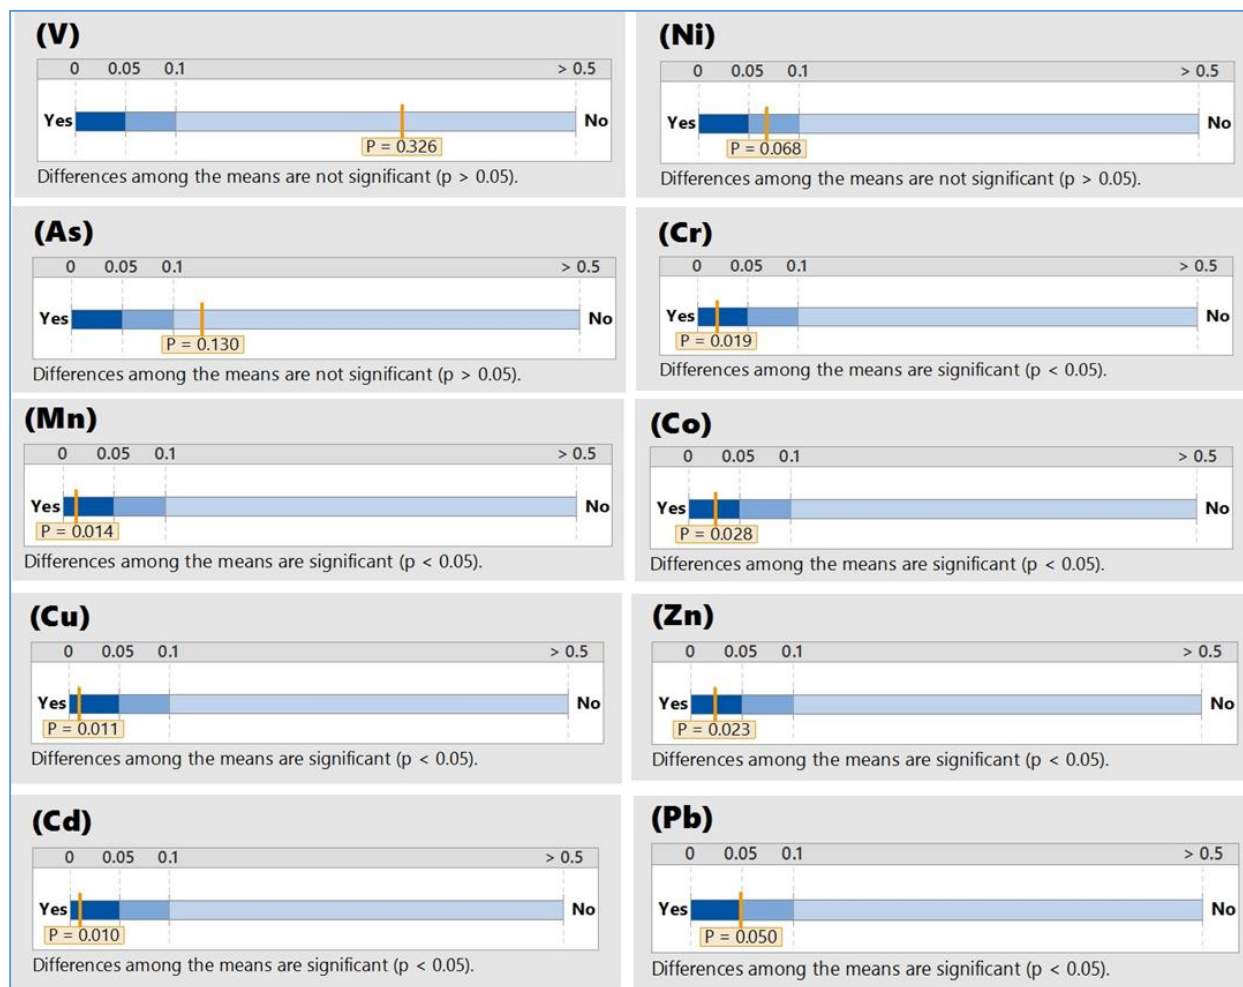 (V)
0 0.05 0.1 > 0.5
Yes No
P = 0.326
Differences among the means are not significant (p > 0.05).
(Ni)
0 0.05 0.1 > 0.5
Yes No
P = 0.068
Differences among the means are not significant (p > 0.05).
(As)
0 0.05 0.1 > 0.5
Yes No
P = 0.130
Differences among the means are not significant (p > 0.05).
(Cr)
0 0.05 0.1 > 0.5
Yes No
P = 0.019
Differences among the means are significant (p < 0.05).
(Mn)
0 0.05 0.1 > 0.5
Yes No
P = 0.014
Differences among the means are significant (p < 0.05).
(Co)
0 0.05 0.1 > 0.5
Yes No
P = 0.028
Differences among the means are significant (p < 0.05).
(Cu)
0 0.05 0.1 > 0.5
Yes No
P = 0.011
Differences among the means are significant (p < 0.05).
(Zn)
0 0.05 0.1 > 0.5
Yes No
P = 0.023
Differences among the means are significant (p < 0.05).
(Cd)
0 0.05 0.1 > 0.5
Yes No
P = 0.010
Differences among the means are significant (p < 0.05).
(Pb)
0 0.05 0.1 > 0.5
Yes No
P = 0.050
Differences among the means are significant (p < 0.05).